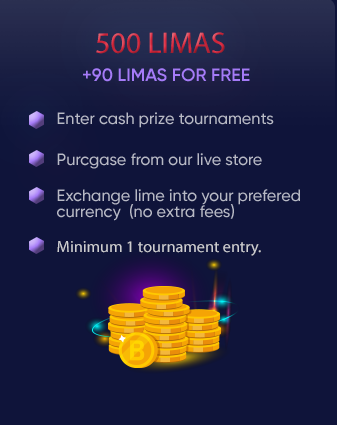 500 LIMAS
+90 LIMAS FOR FREE
Enter cash prize tournaments
Purcgase from our live store
Exchange lime into your prefered
currency (no extra fees)
Minimum 1 tournament entry.
B